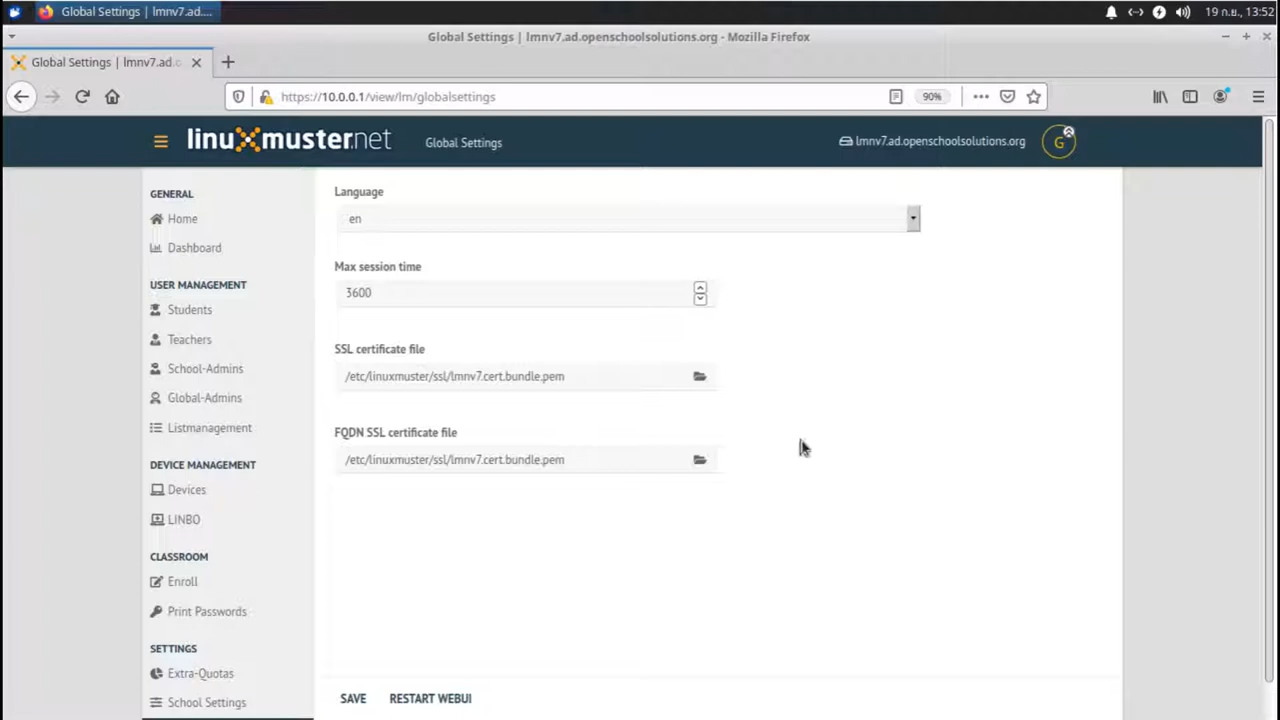 Global Settings | lmnv7.ad....
19 ก.ย., 13:52
Global Settings | lmnv7.ad.openschoolsolutions.org - Mozilla Firefox
Global Settings | lmnv7.ad.o
https://10.0.0.1/view/lm/globalsettings
90%
linuxmuster.net
Global Settings
lmnv7.ad.openschoolsolutions.org
G
GENERAL
Home
Dashboard
USER MANAGEMENT
Students
Teachers
School-Admins
Global-Admins
Listmanagement
DEVICE MANAGEMENT
Devices
LINBO
CLASSROOM
Enroll
Print Passwords
SETTINGS
Extra-Quotas
School Settings
Language
en
Max session time
3600
SSL certificate file
/etc/linuxmuster/ssl/lmnv7.cert.bundle.pem
FQDN SSL certificate file
/etc/linuxmuster/ssl/lmnv7.cert.bundle.pem
SAVE
RESTART WEBUI